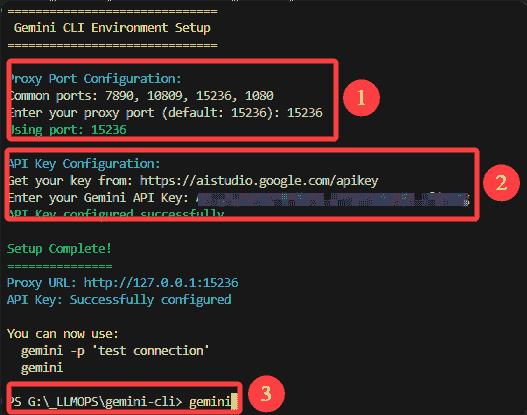 ==============================
Gemini CLI Environment Setup
==============================
Proxy Port Configuration:
Common ports: 7890, 10809, 15236, 1080
Enter your proxy port (default: 15236): 15236
Using port: 15236
1
API Key Configuration:
Get your key from: https://aistudio.google.com/apikey
Enter your Gemini API Key:
API Key configured successfully
2
Setup Complete!
===============
Proxy URL: http://127.0.0.1:15236
API Key: Successfully configured
You can now use:
gemini -p 'test connection'
gemini
PS G:\_LLMOPS\gemini-cli> gemini
3